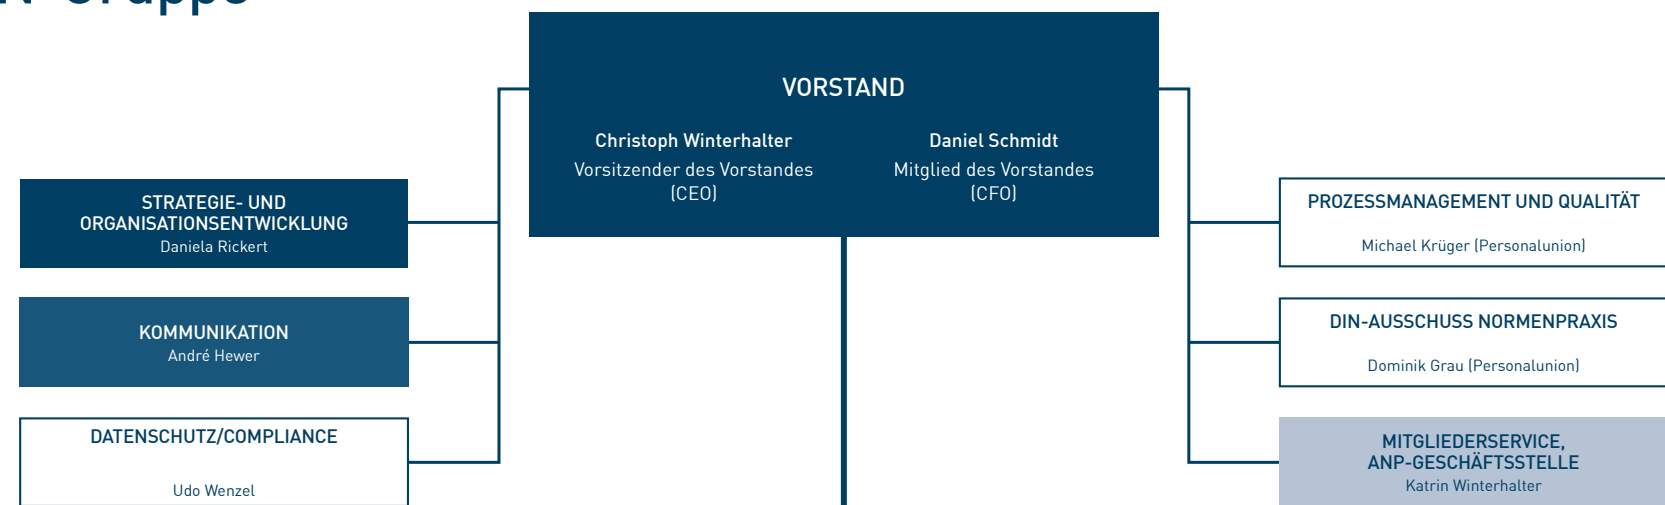 VORSTAND
Christoph Winterhalter
Vorsitzender des Vorstandes
(CEO)
Daniel Schmidt
Mitglied des Vorstandes
(CFO)
STRATEGIE- UND
ORGANISATIONSENTWICKLUNG
Daniela Rickert
KOMMUNIKATION
André Hewer
DATENSCHUTZ/COMPLIANCE
Udo Wenzel
PROZESSMANAGEMENT UND QUALITÄT
Michael Krüger (Personalunion)
DIN-AUSSCHUSS NORMENPRAXIS
Dominik Grau (Personalunion)
MITGLIEDERSERVICE,
ANP-GESCHÄFTSSTELLE
Katrin Winterhalter